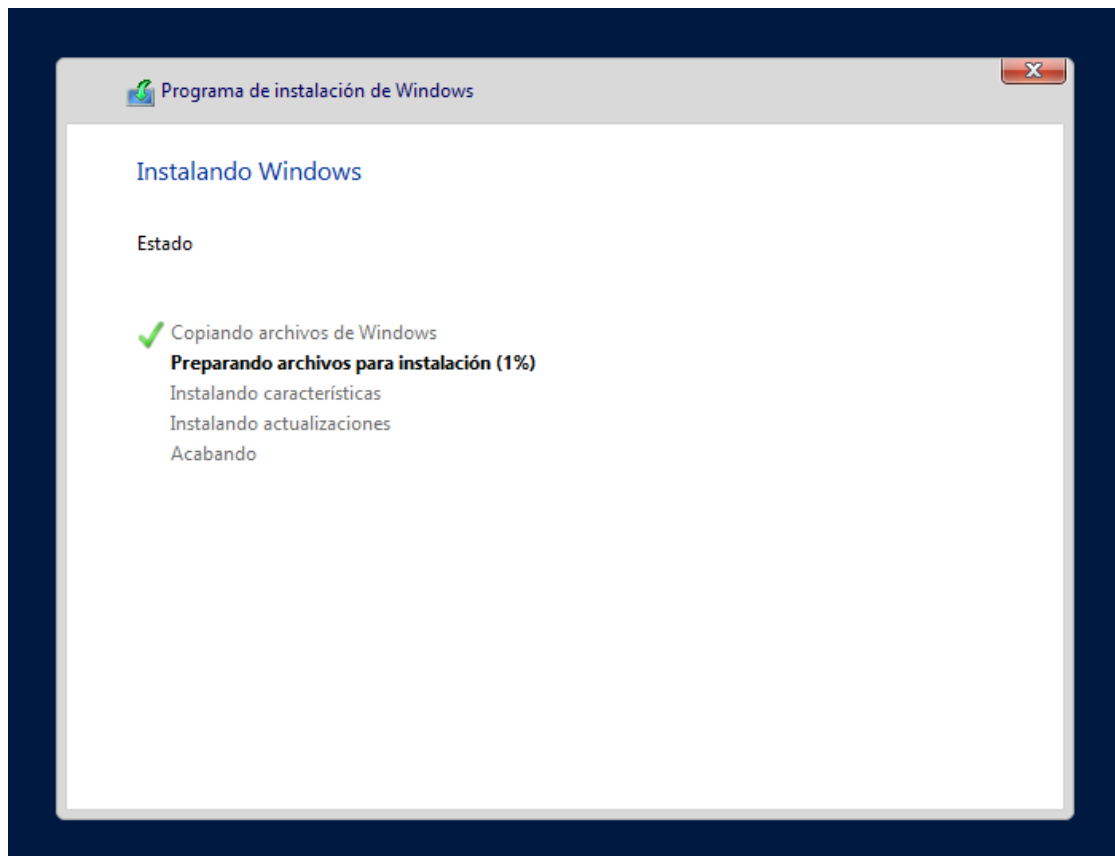 Programa de instalación de Windows
Instalando Windows
Estado
Copiando archivos de Windows
Preparando archivos para instalación (1%)
Instalando características
Instalando actualizaciones
Acabando